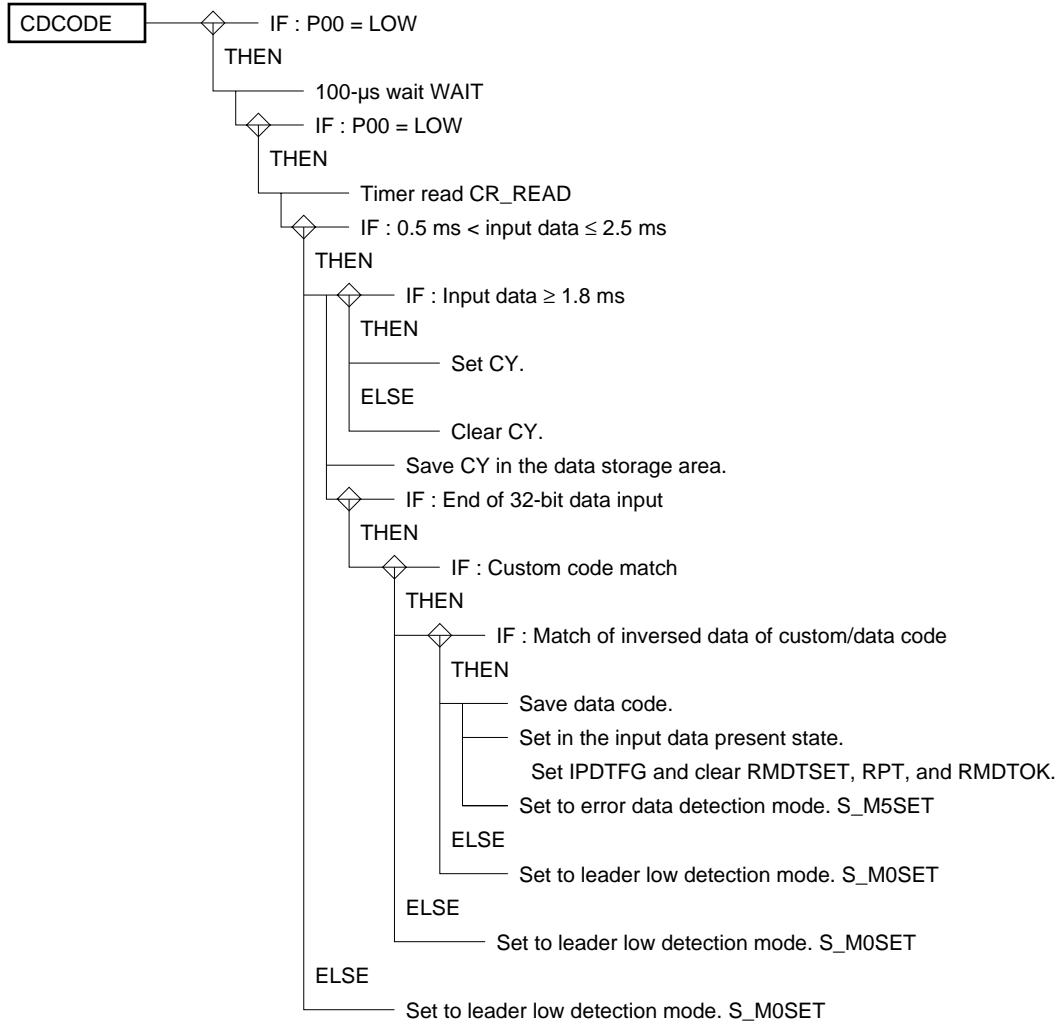 CDCODE IF : P00 = LOW
THEN
100-µs wait WAIT
IF : P00 = LOW
THEN
Timer read CR_READ
IF : 0.5 ms < input data ≤ 2.5 ms
THEN
IF : Input data ≥ 1.8 ms
THEN
Set CY.
ELSE
Clear CY.
Save CY in the data storage area.
IF : End of 32-bit data input
THEN
IF : Custom code match
THEN
IF : Match of inversed data of custom/data code
THEN
Save data code.
Set in the input data present state.
Set IPDTFG and clear RMDTSET, RPT, and RMDTOK.
Set to error data detection mode. S_M5SET
ELSE
Set to leader low detection mode. S_M0SET
ELSE
Set to leader low detection mode. S_M0SET
ELSE
Set to leader low detection mode. S_M0SET